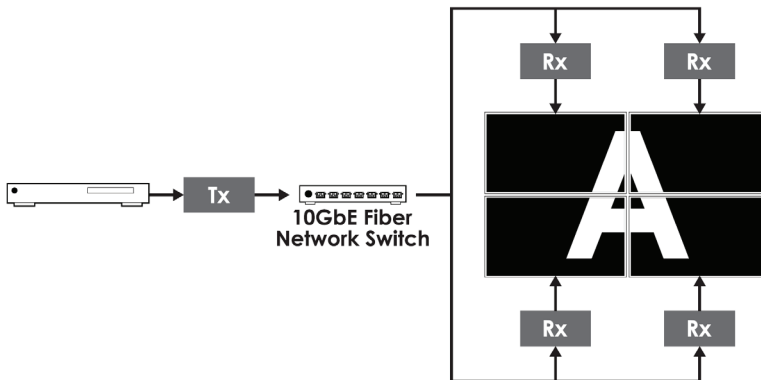 Rx Rx
Tx
10GbE Fiber
Network Switch
A
Rx Rx